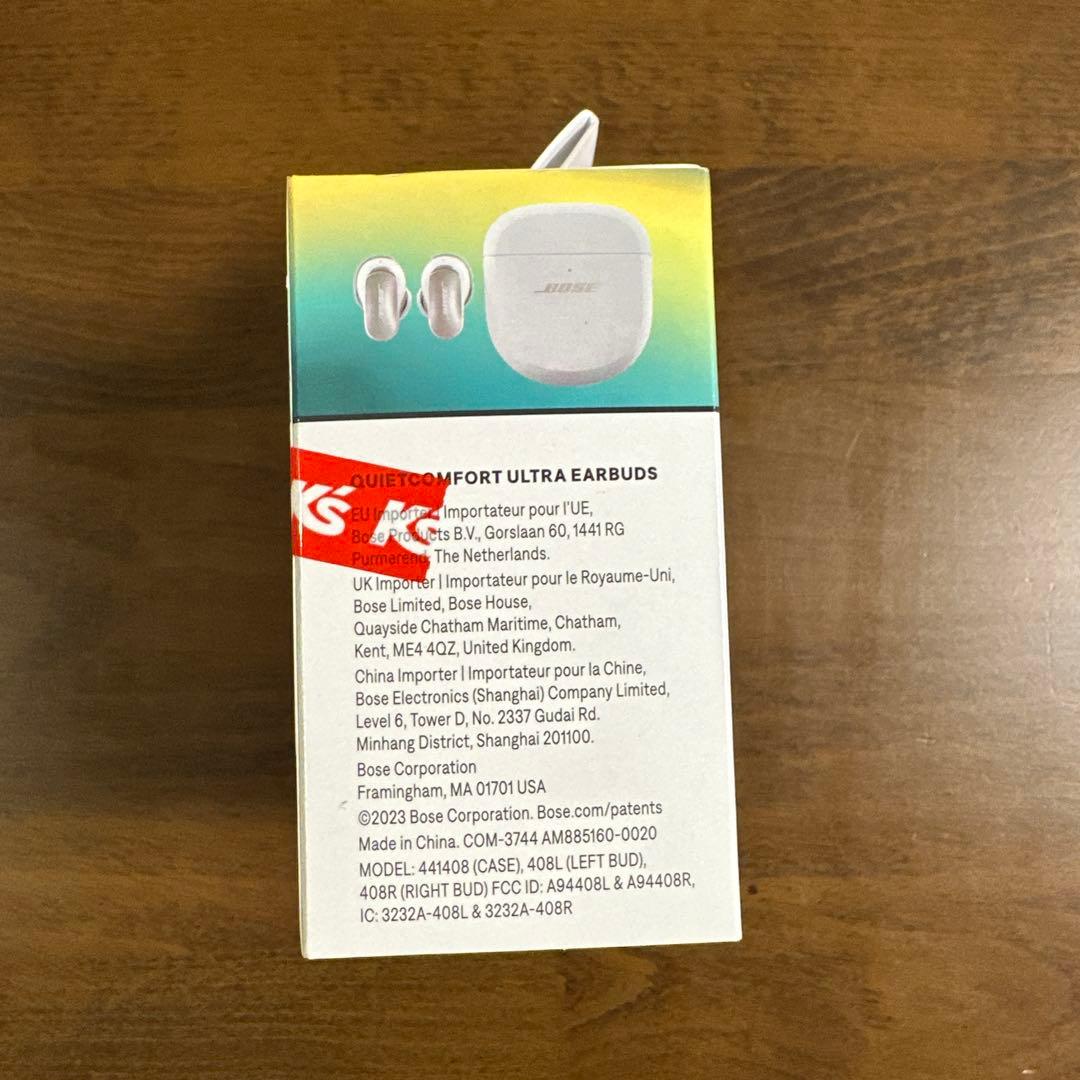 BOSE
QUIETCOMFORT ULTRA EARBUDS
K's K's
EU Importer | Importateur pour l'UE,
Bose Products B.V., Gorslaan 60, 1441 RG
Purmerend, The Netherlands.
UK Importer | Importateur pour le Royaume-Uni,
Bose Limited, Bose House,
Quayside Chatham Maritime, Chatham,
Kent, ME4 4QZ, United Kingdom.
China Importer | Importateur pour la Chine,
Bose Electronics (Shanghai) Company Limited,
Level 6, Tower D, No. 2337 Gudai Rd.
Minhang District, Shanghai 201100.
Bose Corporation
Framingham, MA 01701 USA
©2023 Bose Corporation. Bose.com/patents
Made in China. COM-3744 AM885160-0020
MODEL: 441408 (CASE), 408L (LEFT BUD),
408R (RIGHT BUD) FCC ID: A94408L & A94408R,
IC: 3232A-408L & 3232A-408R